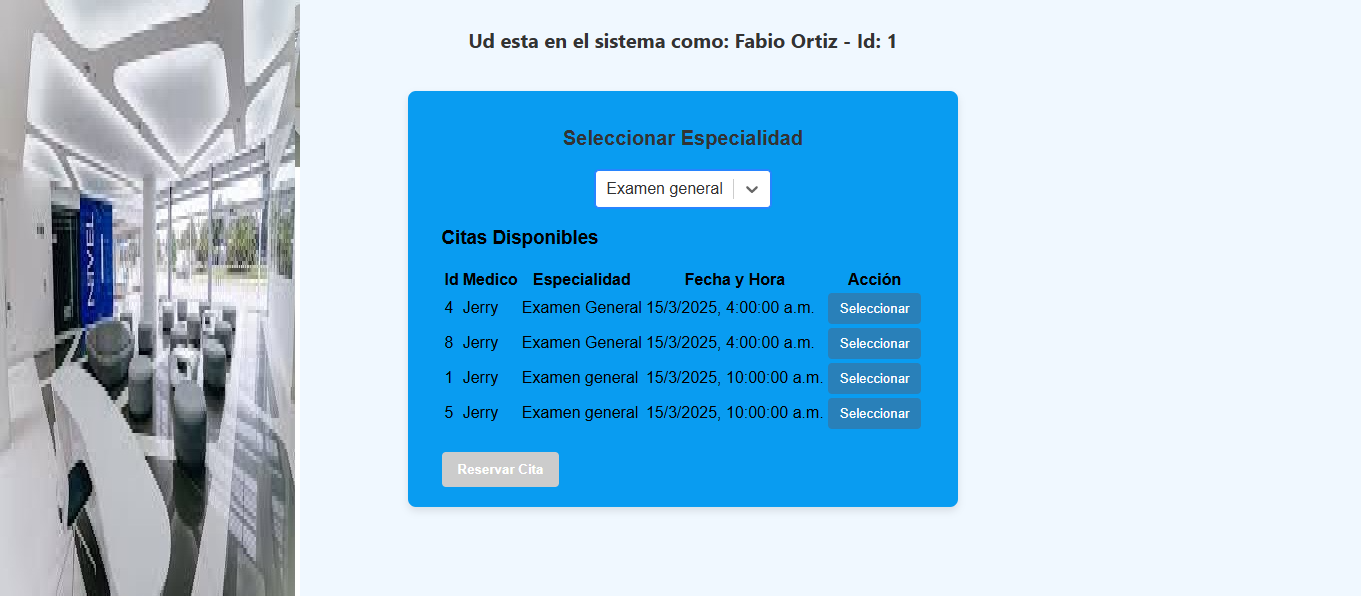 Ud esta en el sistema como: Fabio Ortiz - Id: 1
Seleccionar Especialidad
Examen general
Citas Disponibles
Id Medico Especialidad Fecha y Hora Acción
4 Jerry Examen General 15/3/2025, 4:00:00 a.m. Seleccionar
8 Jerry Examen General 15/3/2025, 4:00:00 a.m. Seleccionar
1 Jerry Examen general 15/3/2025, 10:00:00 a.m. Seleccionar
5 Jerry Examen general 15/3/2025, 10:00:00 a.m. Seleccionar
Reservar Cita